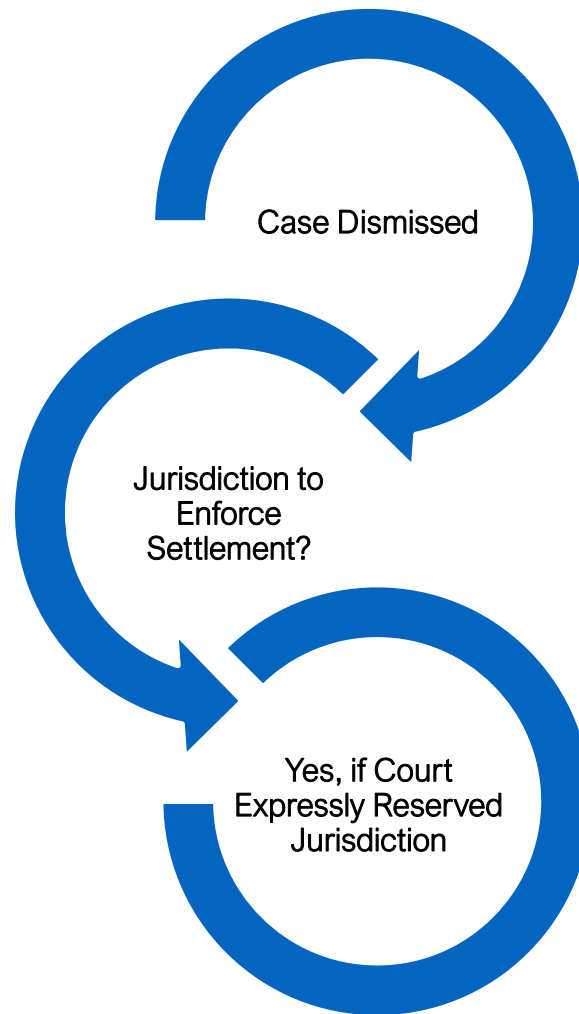 Case Dismissed
Jurisdiction to
Enforce
Settlement?
Yes, if Court
Expressly Reserved
Jurisdiction